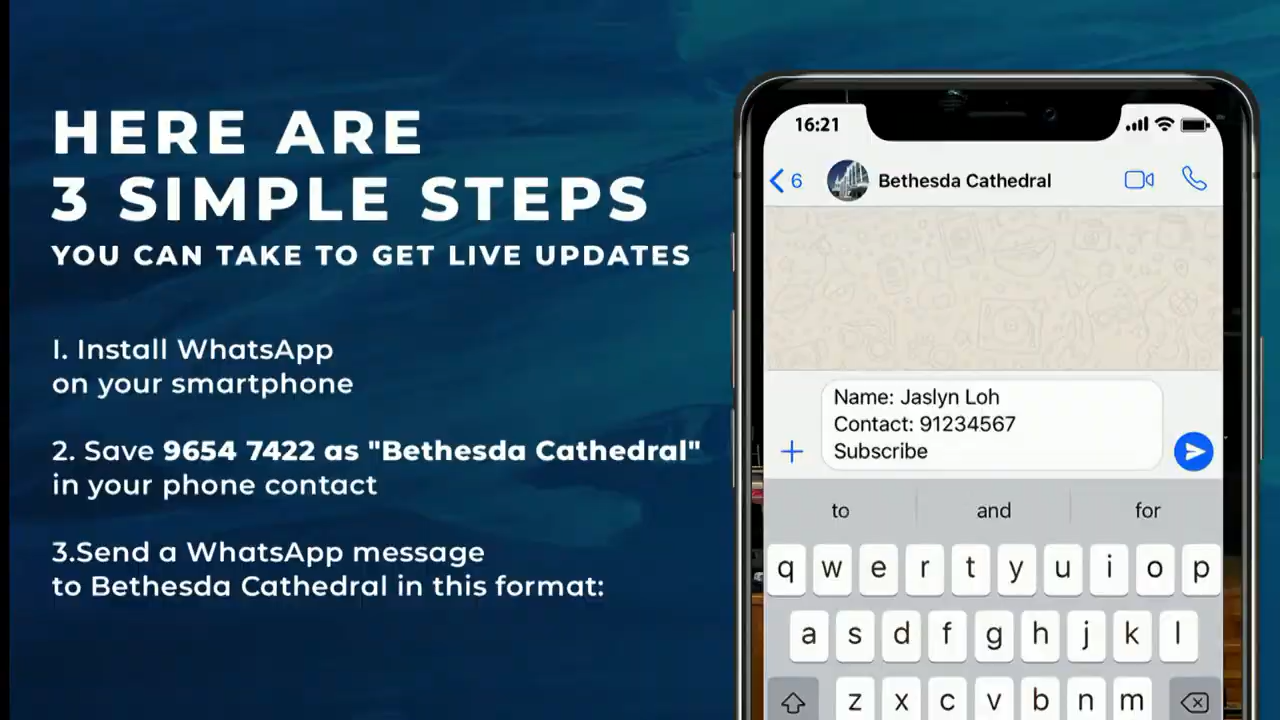 HERE ARE
3 SIMPLE STEPS
YOU CAN TAKE TO GET LIVE UPDATES
1. Install WhatsApp
on your smartphone
2. Save 9654 7422 as "Bethesda Cathedral"
in your phone contact
3.Send a WhatsApp message
to Bethesda Cathedral in this format:
16:21
6 Bethesda Cathedral
Name: Jaslyn Loh
Contact: 91234567
Subscribe
to and for
q w e r t y u i o p
a s d f g h j k l
z x c v b n m